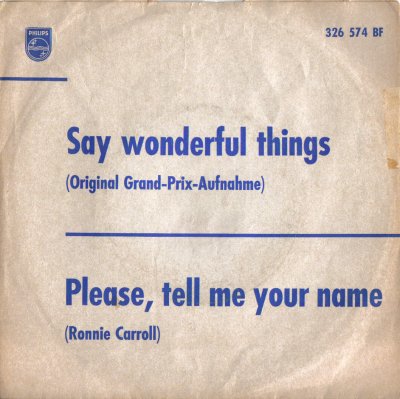 PHILIPS
326 574 BF
Say wonderful things
(Original Grand-Prix-Aufnahme)
Please, tell me your name
(Ronnie Carroll)